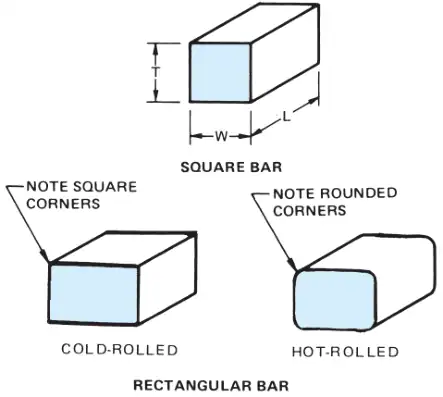 T
W
L
SQUARE BAR
NOTE SQUARE
CORNERS
NOTE ROUNDED
CORNERS
COLD-ROLLED
HOT-ROLLED
RECTANGULAR BAR